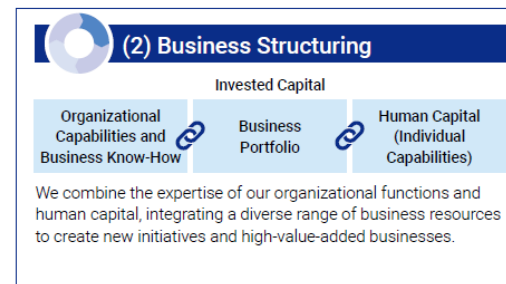 (2) Business Structuring
Invested Capital
Organizational
Capabilities and
Business Know-How
Business
Portfolio
Human Capital
(Individual
Capabilities)
We combine the expertise of our organizational functions and
human capital, integrating a diverse range of business resources
to create new initiatives and high-value-added businesses.